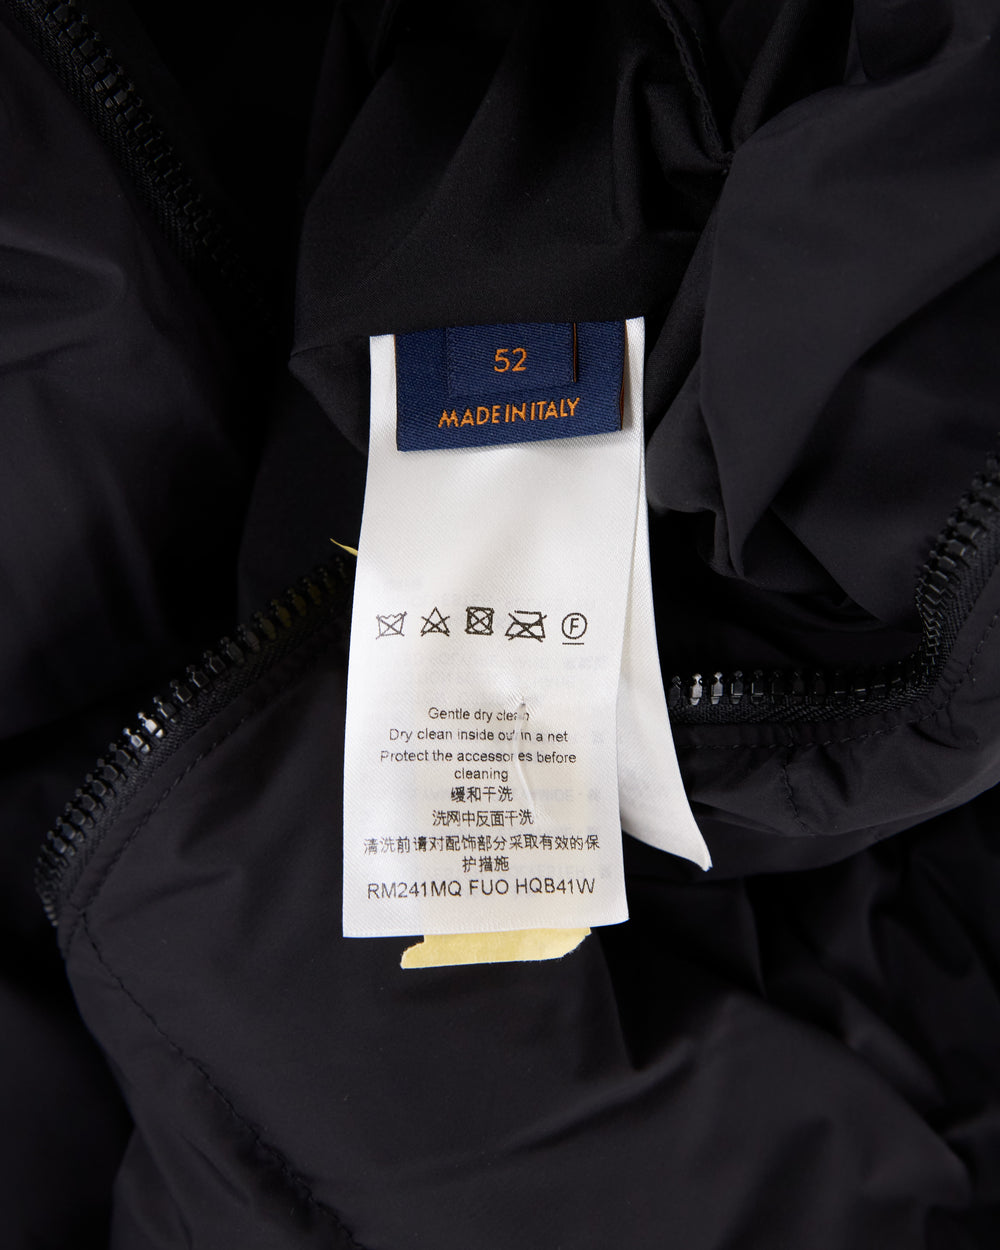 52
MADE IN ITALY
F
Gentle dry clean
Dry clean inside out in a net
Protect the accessories before
cleaning
缓和干洗
洗网中反面干洗
清洗前请对配饰部分采取有效的保
护措施
RM241MQ FUO HQB41W